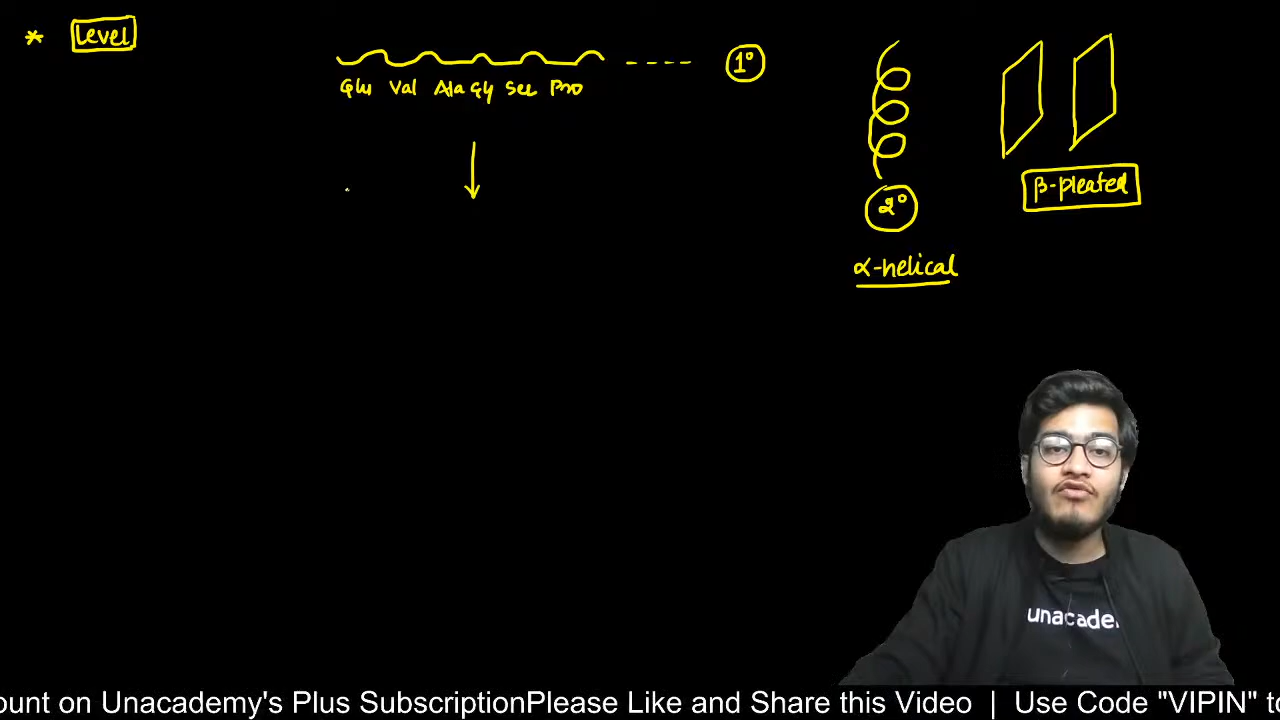 * Level
Glu Val Ala Gly Ser Pro
1°
2°
α-helical
β-pleated
unacade
ount on Unacademy's Plus SubscriptionPlease Like and Share this Video | Use Code "VIPIN" to